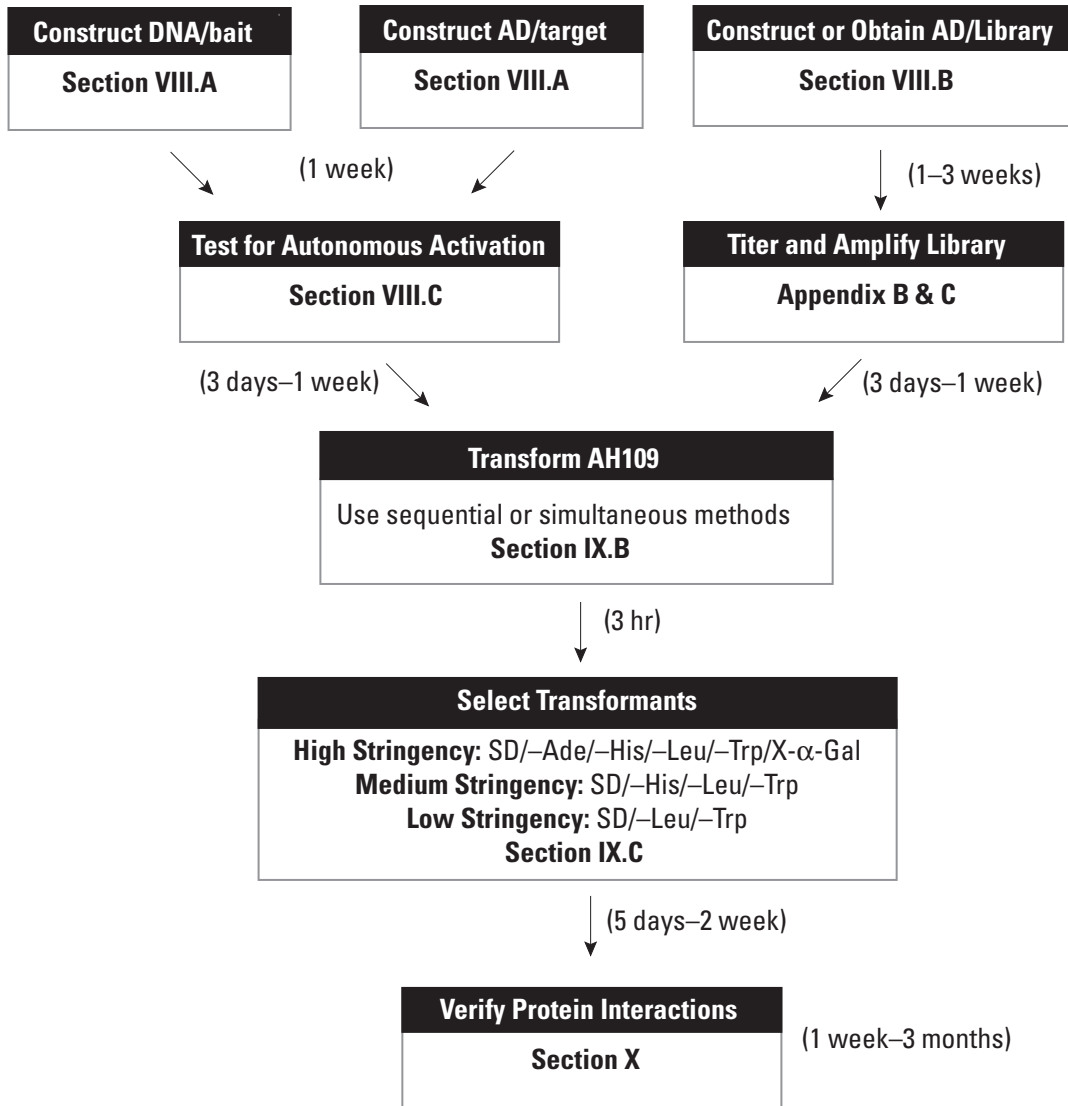 Construct DNA/bait
Section VIII.A
Construct AD/target
Section VIII.A
Construct or Obtain AD/Library
Section VIII.B
(1 week)
(1–3 weeks)
Test for Autonomous Activation
Section VIII.C
Titer and Amplify Library
Appendix B & C
(3 days–1 week)
(3 days–1 week)
Transform AH109
Use sequential or simultaneous methods
Section IX.B
(3 hr)
Select Transformants
High Stringency: SD/–Ade/–His/–Leu/–Trp/X-α-Gal
Medium Stringency: SD/–His/–Leu/–Trp
Low Stringency: SD/–Leu/–Trp
Section IX.C
(5 days–2 week)
Verify Protein Interactions
Section X
(1 week–3 months)